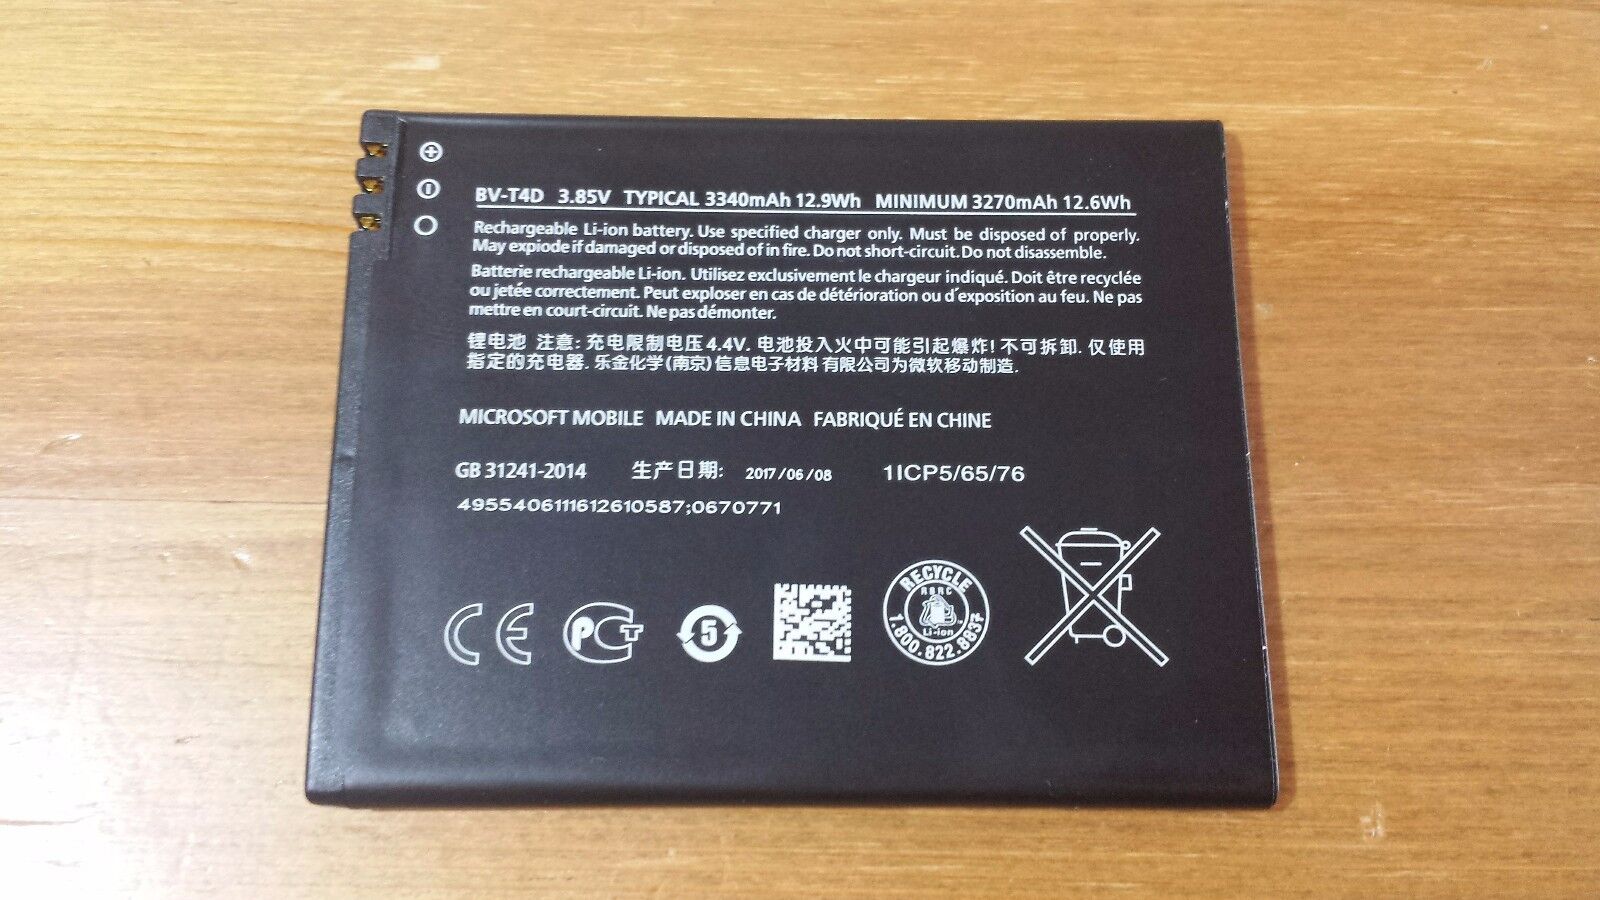 BV-T4D 3.85V TYPICAL 3340mAh 12.9Wh MINIMUM 3270mAh 12.6Wh
Rechargeable Li-ion battery. Use specified charger only. Must be disposed of properly.
May expiode if damaged or disposed of in fire. Do not short-circuit. Do not disassemble.
Batterie rechargeable Li-ion. Utilisez exclusivement le chargeur indiqué. Doit être recyclée
ou jetée correctement. Peut exploser en cas de détérioration ou d'exposition au feu. Ne pas
mettre en court-circuit. Ne pas démonter.
锂电池 注意: 充电限制电压4.4V. 电池投入火中可能引起爆炸! 不可拆卸. 仅使用
指定的充电器. 乐金化学(南京)信息电子材料有限公司为微软移动制造.
MICROSOFT MOBILE MADE IN CHINA FABRIQUÉ EN CHINE
GB 31241-2014 生产日期: 2017/06/08 1ICP5/65/76
4955406111612610587;0670771
CE PCT 5 RECYCLE RBRC Li-ion 1.800.822.8837